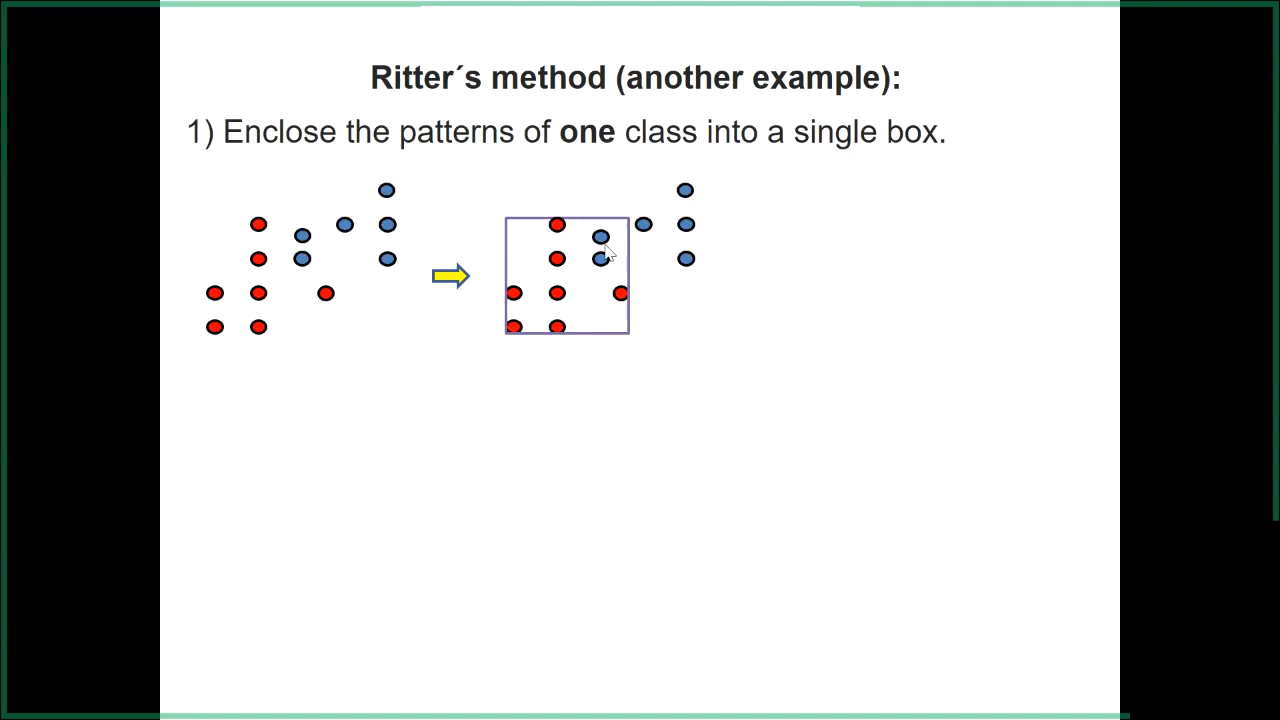 Ritter´s method (another example):
1) Enclose the patterns of one class into a single box.